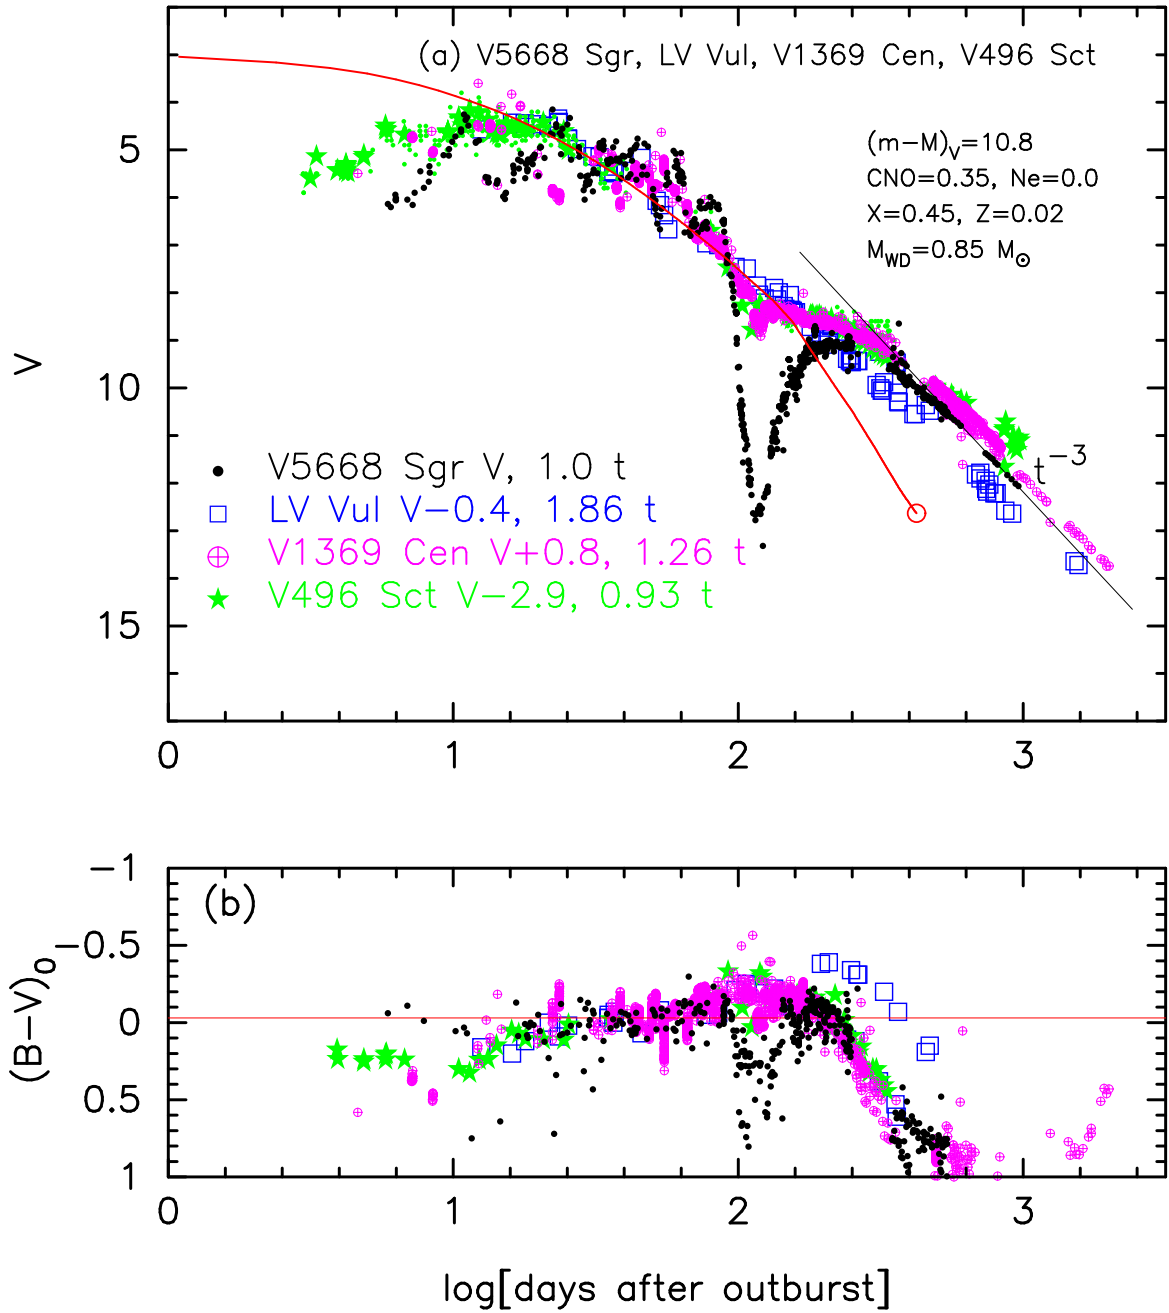 (a) V5668 Sgr, LV Vul, V1369 Cen, V496 Sct
(m−M)V=10.8
CNO=0.35, Ne=0.0
X=0.45, Z=0.02
MWD=0.85 M⊙
5
10
15
V
V5668 Sgr V, 1.0 t
LV Vul V−0.4, 1.86 t
V1369 Cen V+0.8, 1.26 t
V496 Sct V−2.9, 0.93 t
t−3
0 1 2 3
(b)
−1
−0.5
0
0.5
1
(B−V)0
0 1 2 3
log[days after outburst]